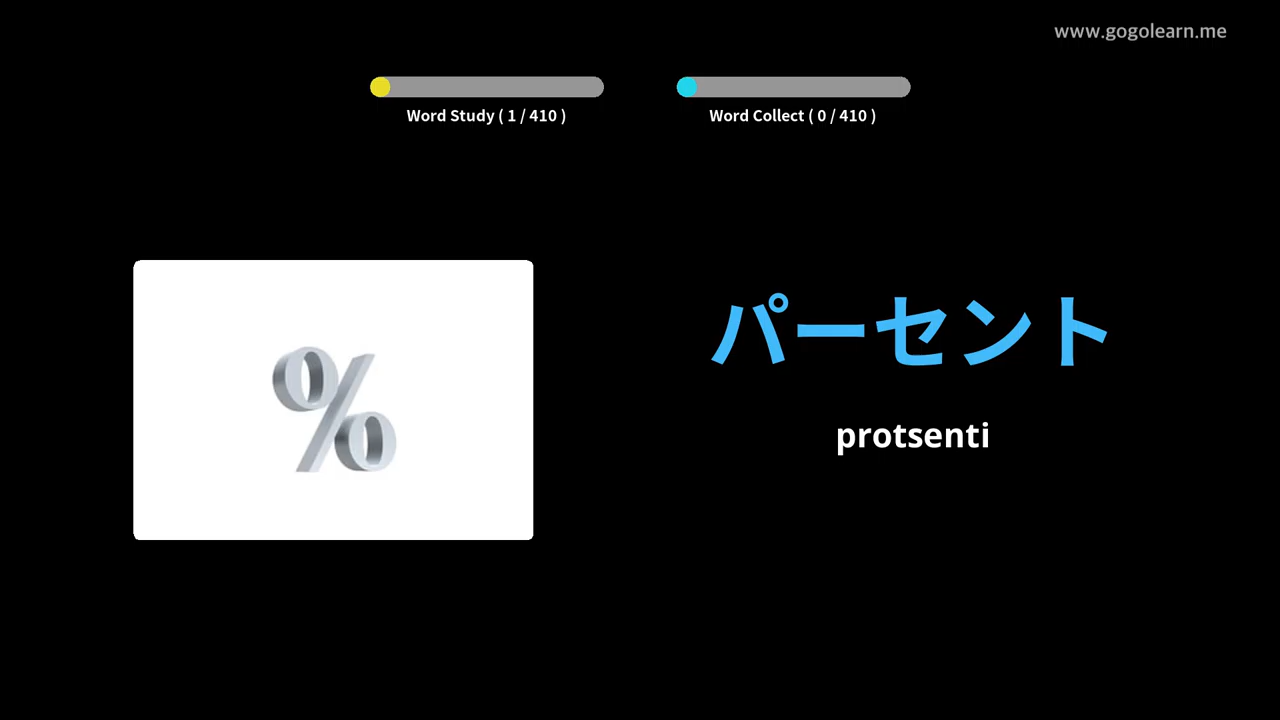 www.gogolearn.me
Word Study ( 1 / 410 )
Word Collect ( 0 / 410 )
%
パーセント
protsenti